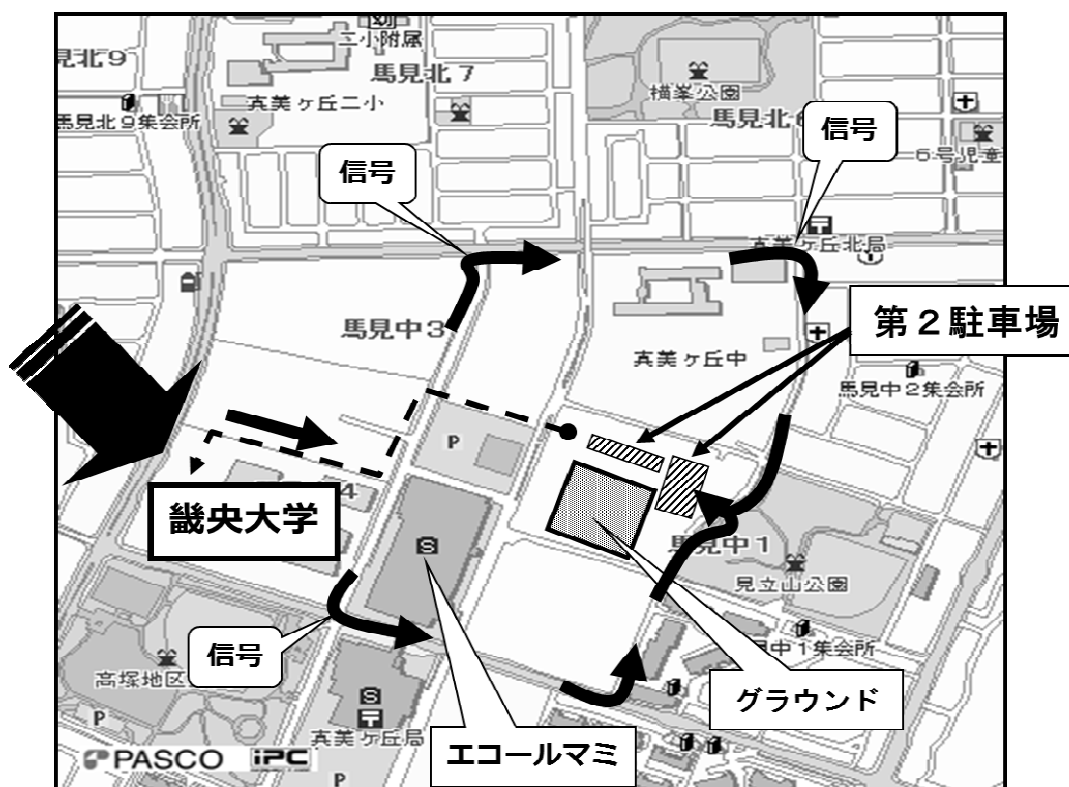 二小附属
見北9
馬見北7
真美ヶ丘二小
馬見北9集会所
横峯公園
馬見北6
信号
5号児童
信号
真美ヶ丘北局
馬見中3
第2駐車場
真美ヶ丘中
馬見中2集会所
P
4
畿央大学
S
馬見中1
見立山公園
信号
見中1集会所
高塚地区
S
グラウンド
P
真美ヶ丘局
エコールマミ
PASCO iPC
P